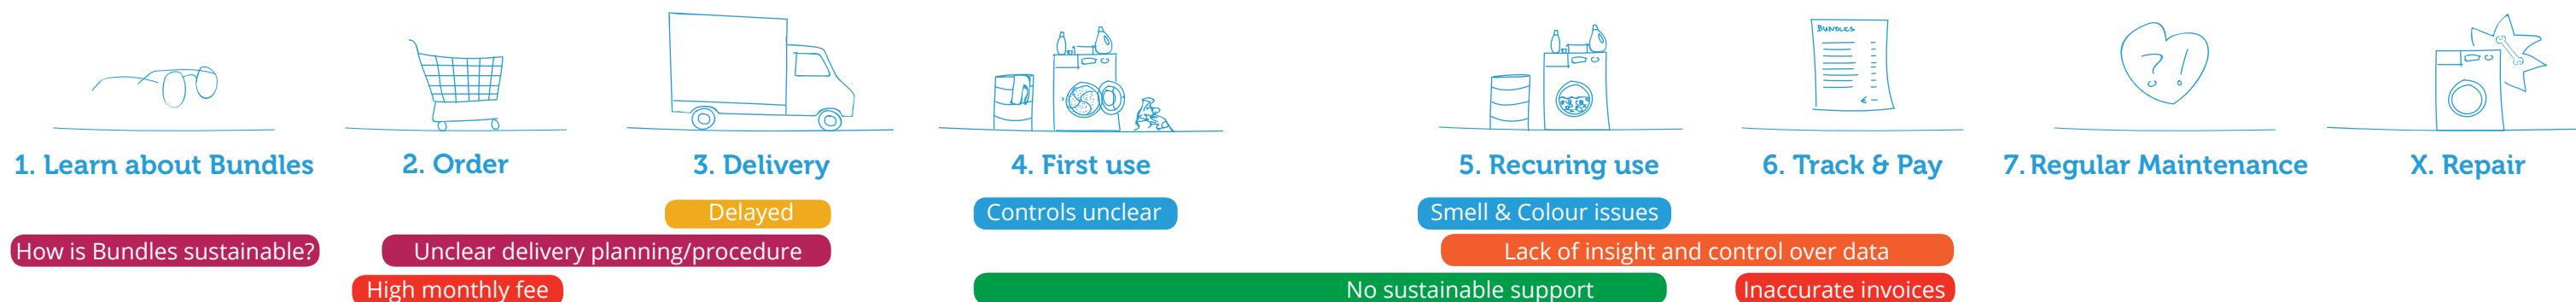 BUNDLES
?!
€ -
1. Learn about Bundles
2. Order
3. Delivery
4. First use
5. Recuring use
6. Track & Pay
7. Regular Maintenance
X. Repair
Delayed
Controls unclear
Smell & Colour issues
How is Bundles sustainable?
Unclear delivery planning/procedure
Lack of insight and control over data
High monthly fee
No sustainable support
Inaccurate invoices